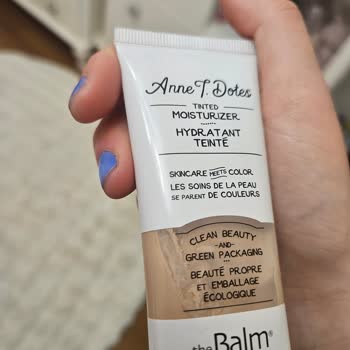 Anne T. Dotes
TINTED
MOISTURIZER
HYDRATANT
TEINTÉ
SKINCARE MEETS COLOR
LES SOINS DE LA PEAU
SE PARENT DE COULEURS
CLEAN BEAUTY
-AND-
GREEN PACKAGING
BEAUTÉ PROPRE
ET EMBALLAGE
ÉCOLOGIQUE
theBalm®